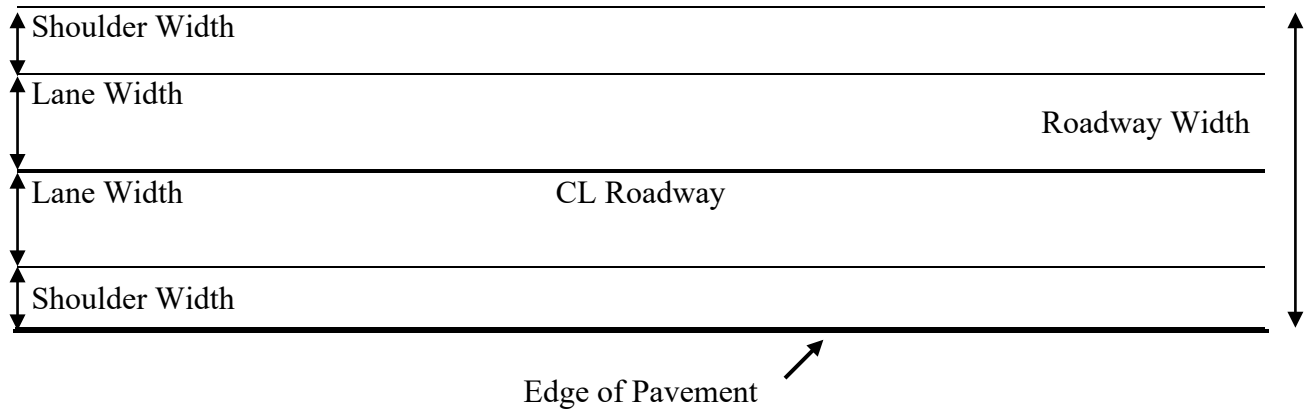 Shoulder Width
Lane Width
Roadway Width
Lane Width
CL Roadway
Shoulder Width
Edge of Pavement